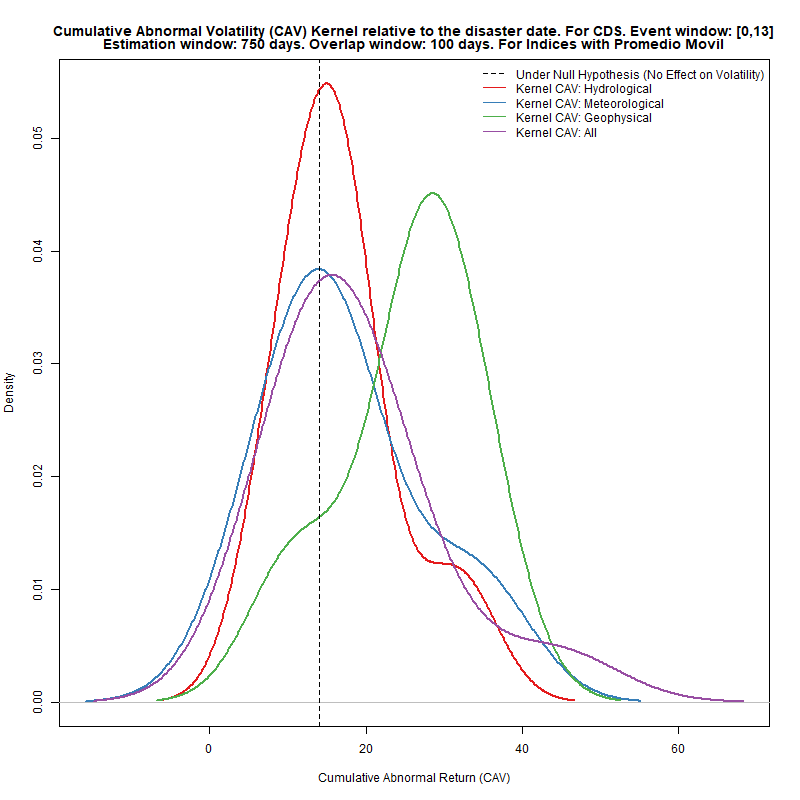 Cumulative Abnormal Volatility (CAV) Kernel relative to the disaster date. For CDS. Event window: [0,13]
Estimation window: 750 days. Overlap window: 100 days. For Indices with Promedio Movil
Under Null Hypothesis (No Effect on Volatility)
Kernel CAV: Hydrological
Kernel CAV: Meteorological
Kernel CAV: Geophysical
Kernel CAV: All
0.05
0.04
0.03
0.02
0.01
0.00
Density
0 20 40 60
Cumulative Abnormal Return (CAV)